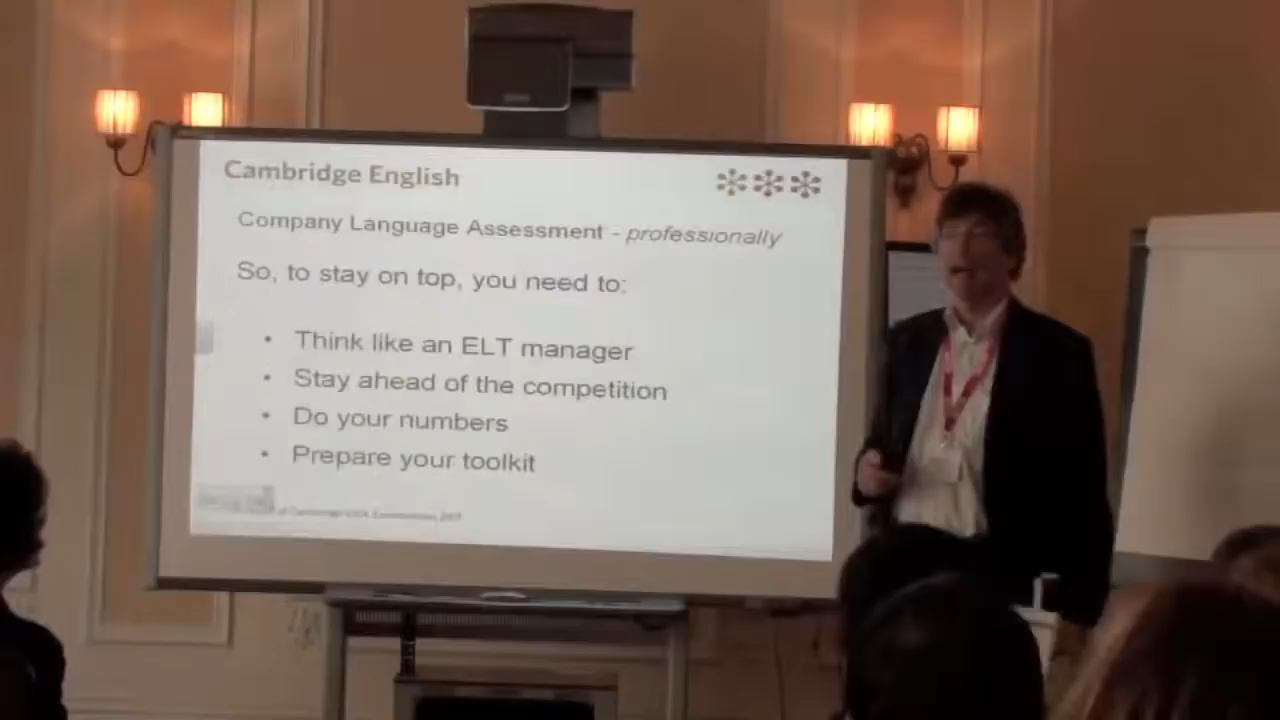 Cambridge English
Company Language Assessment - professionally
So, to stay on top, you need to:
• Think like an ELT manager
• Stay ahead of the competition
• Do your numbers
• Prepare your toolkit